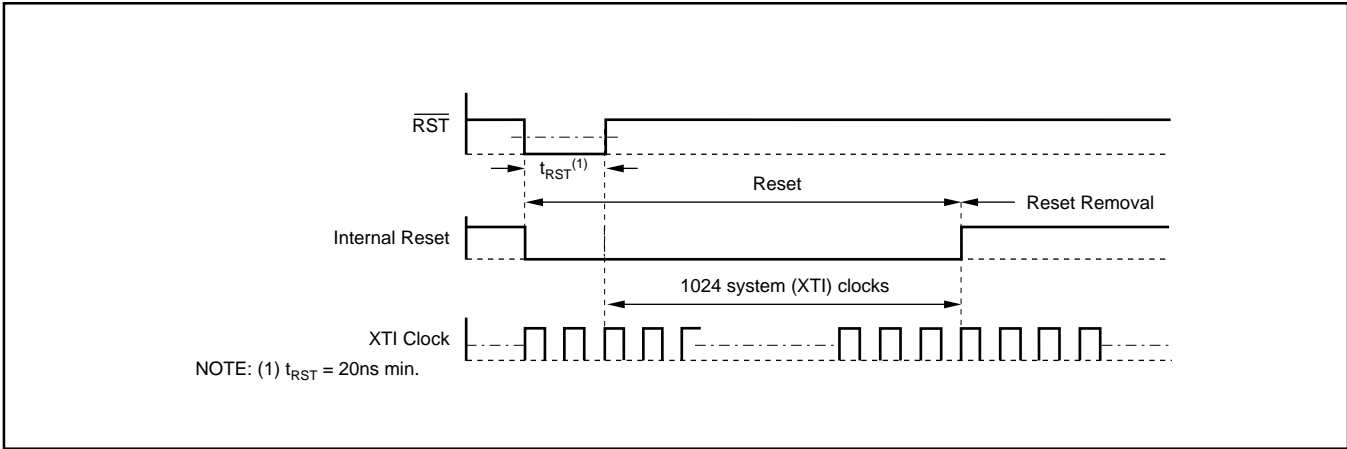 RST
tRST(1)
Reset
Reset Removal
Internal Reset
1024 system (XTI) clocks
XTI Clock
NOTE: (1) tRST = 20ns min.